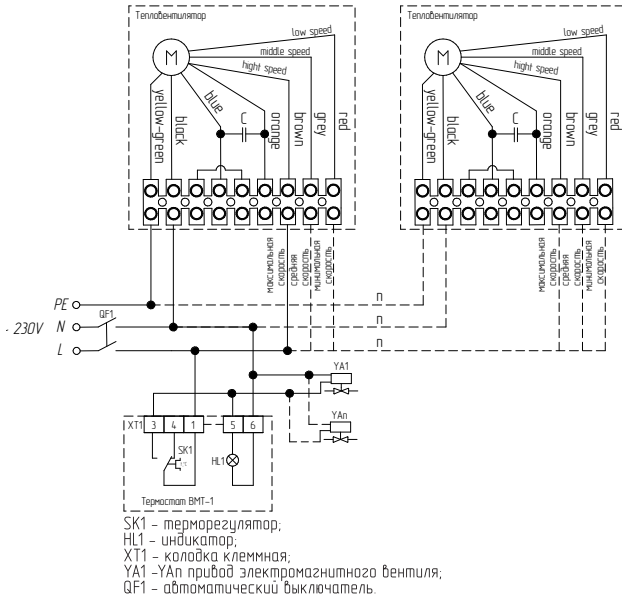 Тепловентилятор
Тепловентилятор
low speed
middle speed
hight speed
M
yellow-green
black
blue
C
orange
brown
grey
red
low speed
middle speed
hight speed
M
yellow-green
black
blue
C
orange
brown
grey
red
максимальная
скорость
средняя
скорость
минимальная
скорость
максимальная
скорость
средняя
скорость
минимальная
скорость
PE
n
QF1
~ 230V
N
n
L
n
YA1
YAn
XT1 3 4 1 5 6
SK1
HL1
Термостат ВМТ-1
SK1 – терморегулятор;
HL1 – индикатор;
XT1 – колодка клеммная;
YA1 -YAn привод электромагнитного вентиля;
QF1 – автоматический выключатель.